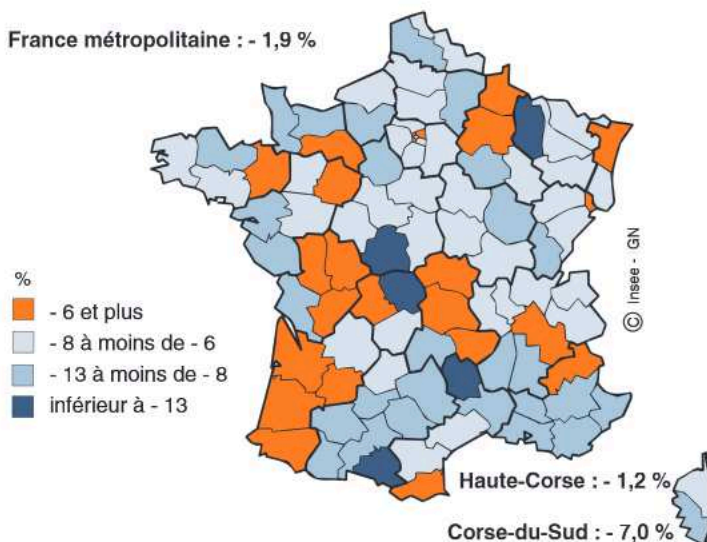 France métropolitaine : - 1,9 %
%
- 6 et plus
- 8 à moins de - 6
- 13 à moins de - 8
inférieur à - 13
© Insee - GN
Haute-Corse : - 1,2 %
Corse-du-Sud : - 7,0 %